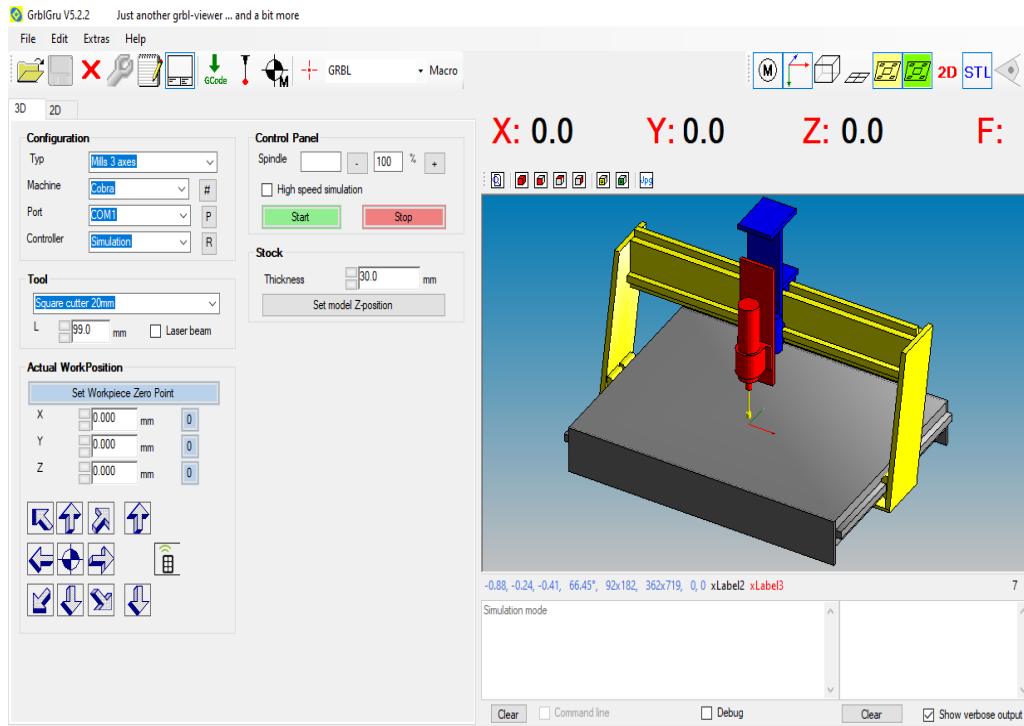 GrblGru V5.2.2 Just another grbl-viewer ... and a bit more
File Edit Extras Help
GCode M GRBL Macro M 2D STL
3D 2D
Configuration
Typ Mills 3 axes
Machine Cobra #
Port COM1 P
Controller Simulation R
Tool
Square cutter 20mm
L 99.0 mm Laser beam
Actual WorkPosition
Set Workpiece Zero Point
X 0.000 mm 0
Y 0.000 mm 0
Z 0.000 mm 0
Control Panel
Spindle - 100 % +
High speed simulation
Start Stop
Stock
Thickness 30.0 mm
Set model Z-position
X: 0.0 Y: 0.0 Z: 0.0 F:
Jpg
-0.88, -0.24, -0.41, 66.45°, 92x182, 362x719, 0, 0 xLabel2 xLabel3 7
Simulation mode
Clear Command line Debug Clear Show verbose output